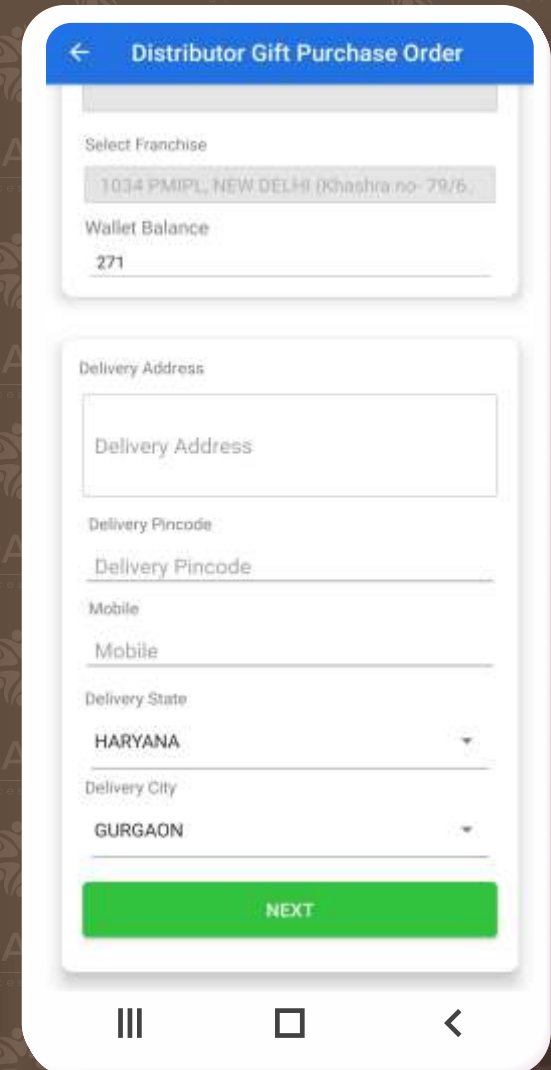 Distributor Gift Purchase Order
Select Franchise
1034 PMIPL, NEW DELHI (Khashra no- 79/6..
Wallet Balance
271
Delivery Address
Delivery Address
Delivery Pincode
Delivery Pincode
Mobile
Mobile
Delivery State
HARYANA
Delivery City
GURGAON
NEXT